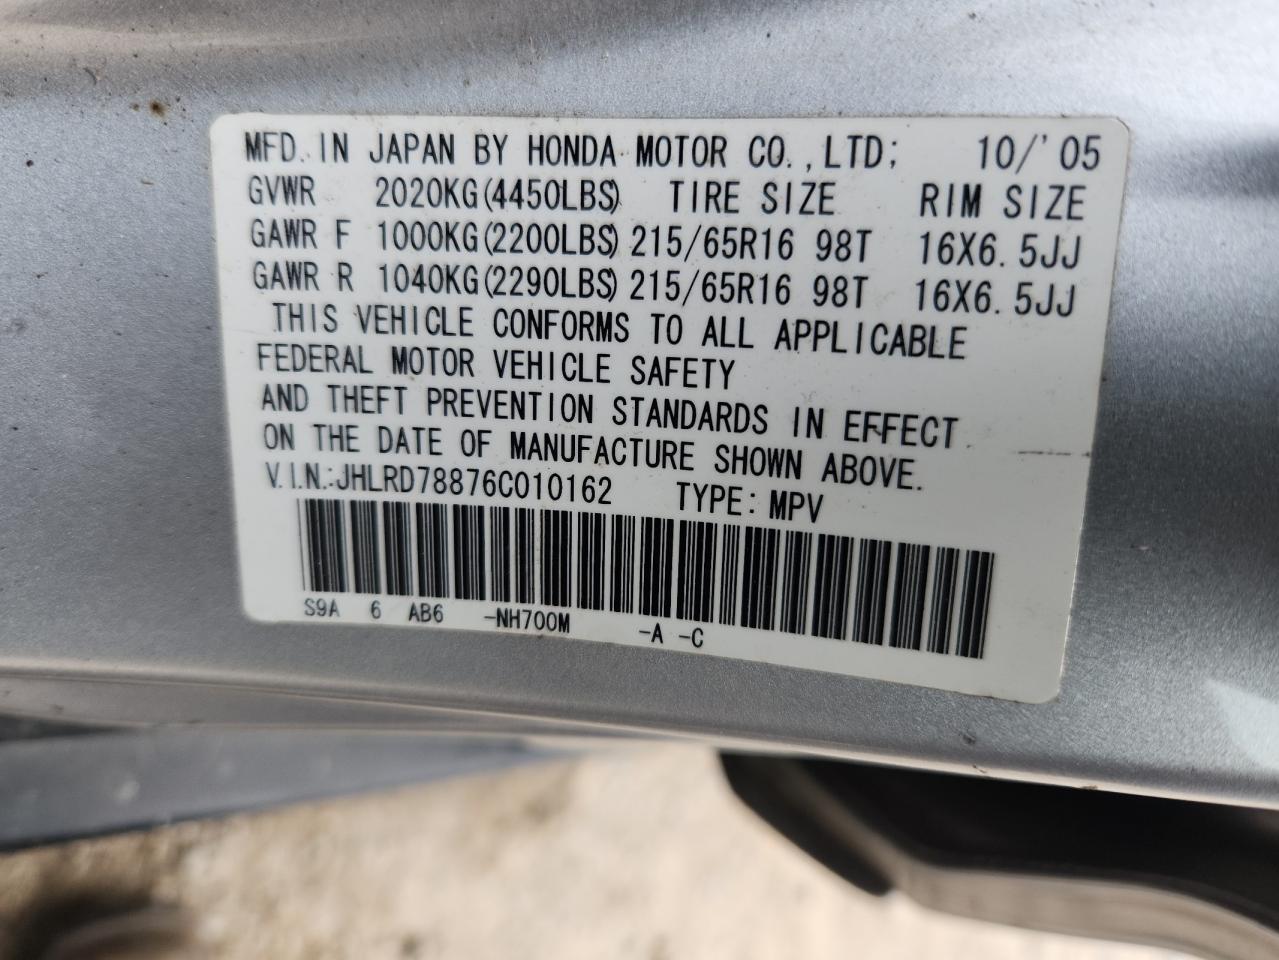 MFD. IN JAPAN BY HONDA MOTOR CO., LTD; 10/'05
GVWR 2020KG(4450LBS) TIRE SIZE RIM SIZE
GAWR F 1000KG(2200LBS) 215/65R16 98T 16X6.5JJ
GAWR R 1040KG(2290LBS) 215/65R16 98T 16X6.5JJ
THIS VEHICLE CONFORMS TO ALL APPLICABLE
FEDERAL MOTOR VEHICLE SAFETY
AND THEFT PREVENTION STANDARDS IN EFFECT
ON THE DATE OF MANUFACTURE SHOWN ABOVE.
V.I.N.:JHLRD78876C010162 TYPE: MPV
S9A 6 AB6 -NH700M -A -C